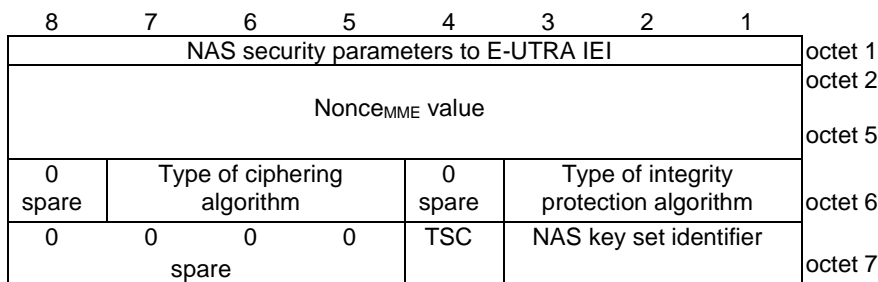 8 7 6 5 4 3 2 1
NAS security parameters to E-UTRA IEI octet 1
octet 2
NonceMME value
octet 5
0 Type of ciphering 0 Type of integrity
spare algorithm spare protection algorithm octet 6
0 0 0 0 TSC NAS key set identifier
spare octet 7